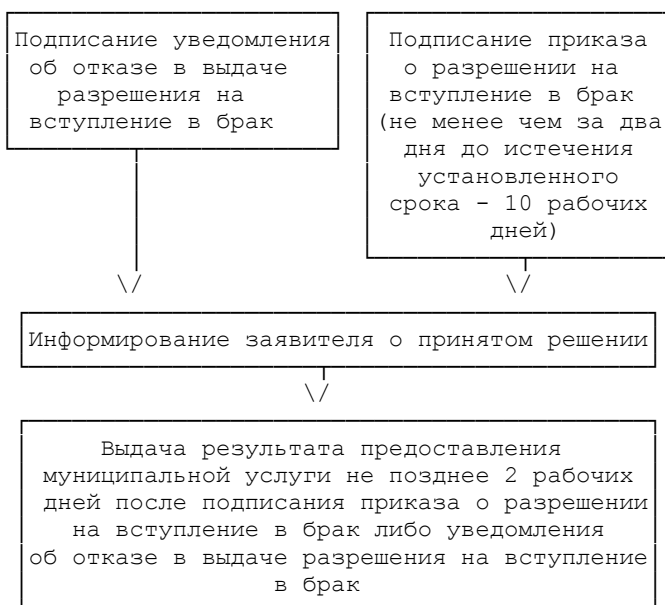 Подписание уведомления
об отказе в выдаче
разрешения на
вступление в брак
Подписание приказа
о разрешении на
вступление в брак
(не менее чем за два
дня до истечения
установленного
срока - 10 рабочих
дней)
Информирование заявителя о принятом решении
Выдача результата предоставления
муниципальной услуги не позднее 2 рабочих
дней после подписания приказа о разрешении
на вступление в брак либо уведомления
об отказе в выдаче разрешения на вступление
в брак